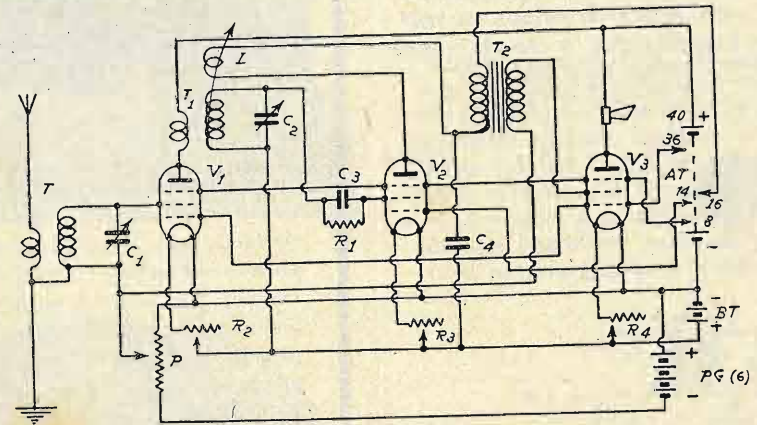 T
T1
L
C1
V1
C2
C3
R1
V2
T2
C4
V3
40 +
36
AT
14
16
8
-
R2
P
R3
R4
-
BT
+
+
PG (6)
-